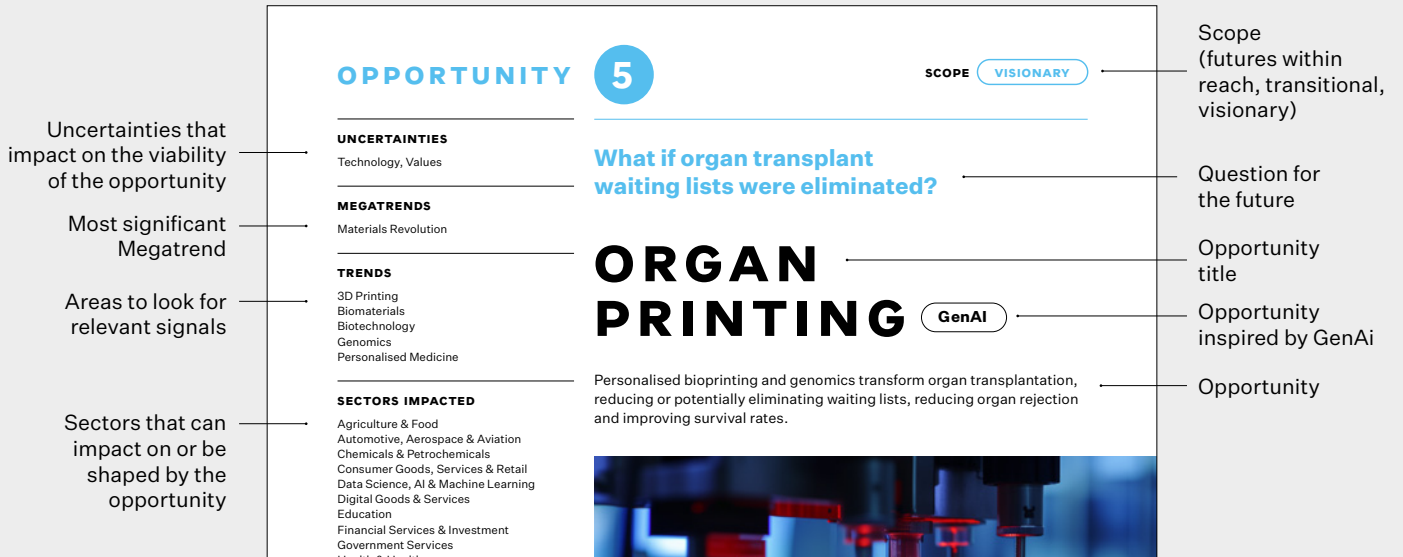 Uncertainties that
impact on the viability
of the opportunity
Most significant
Megatrend
Areas to look for
relevant signals
Sectors that can
impact on or be
shaped by the
opportunity
OPPORTUNITY 5
SCOPE VISIONARY
UNCERTAINTIES
Technology, Values
MEGATRENDS
Materials Revolution
TRENDS
3D Printing
Biomaterials
Biotechnology
Genomics
Personalised Medicine
SECTORS IMPACTED
Agriculture & Food
Automotive, Aerospace & Aviation
Chemicals & Petrochemicals
Consumer Goods, Services & Retail
Data Science, AI & Machine Learning
Digital Goods & Services
Education
Financial Services & Investment
Government Services
What if organ transplant
waiting lists were eliminated?
ORGAN
PRINTING GenAI
Personalised bioprinting and genomics transform organ transplantation,
reducing or potentially eliminating waiting lists, reducing organ rejection
and improving survival rates.
Scope
(futures within
reach, transitional,
visionary)
Question for
the future
Opportunity
title
Opportunity
inspired by GenAi
Opportunity